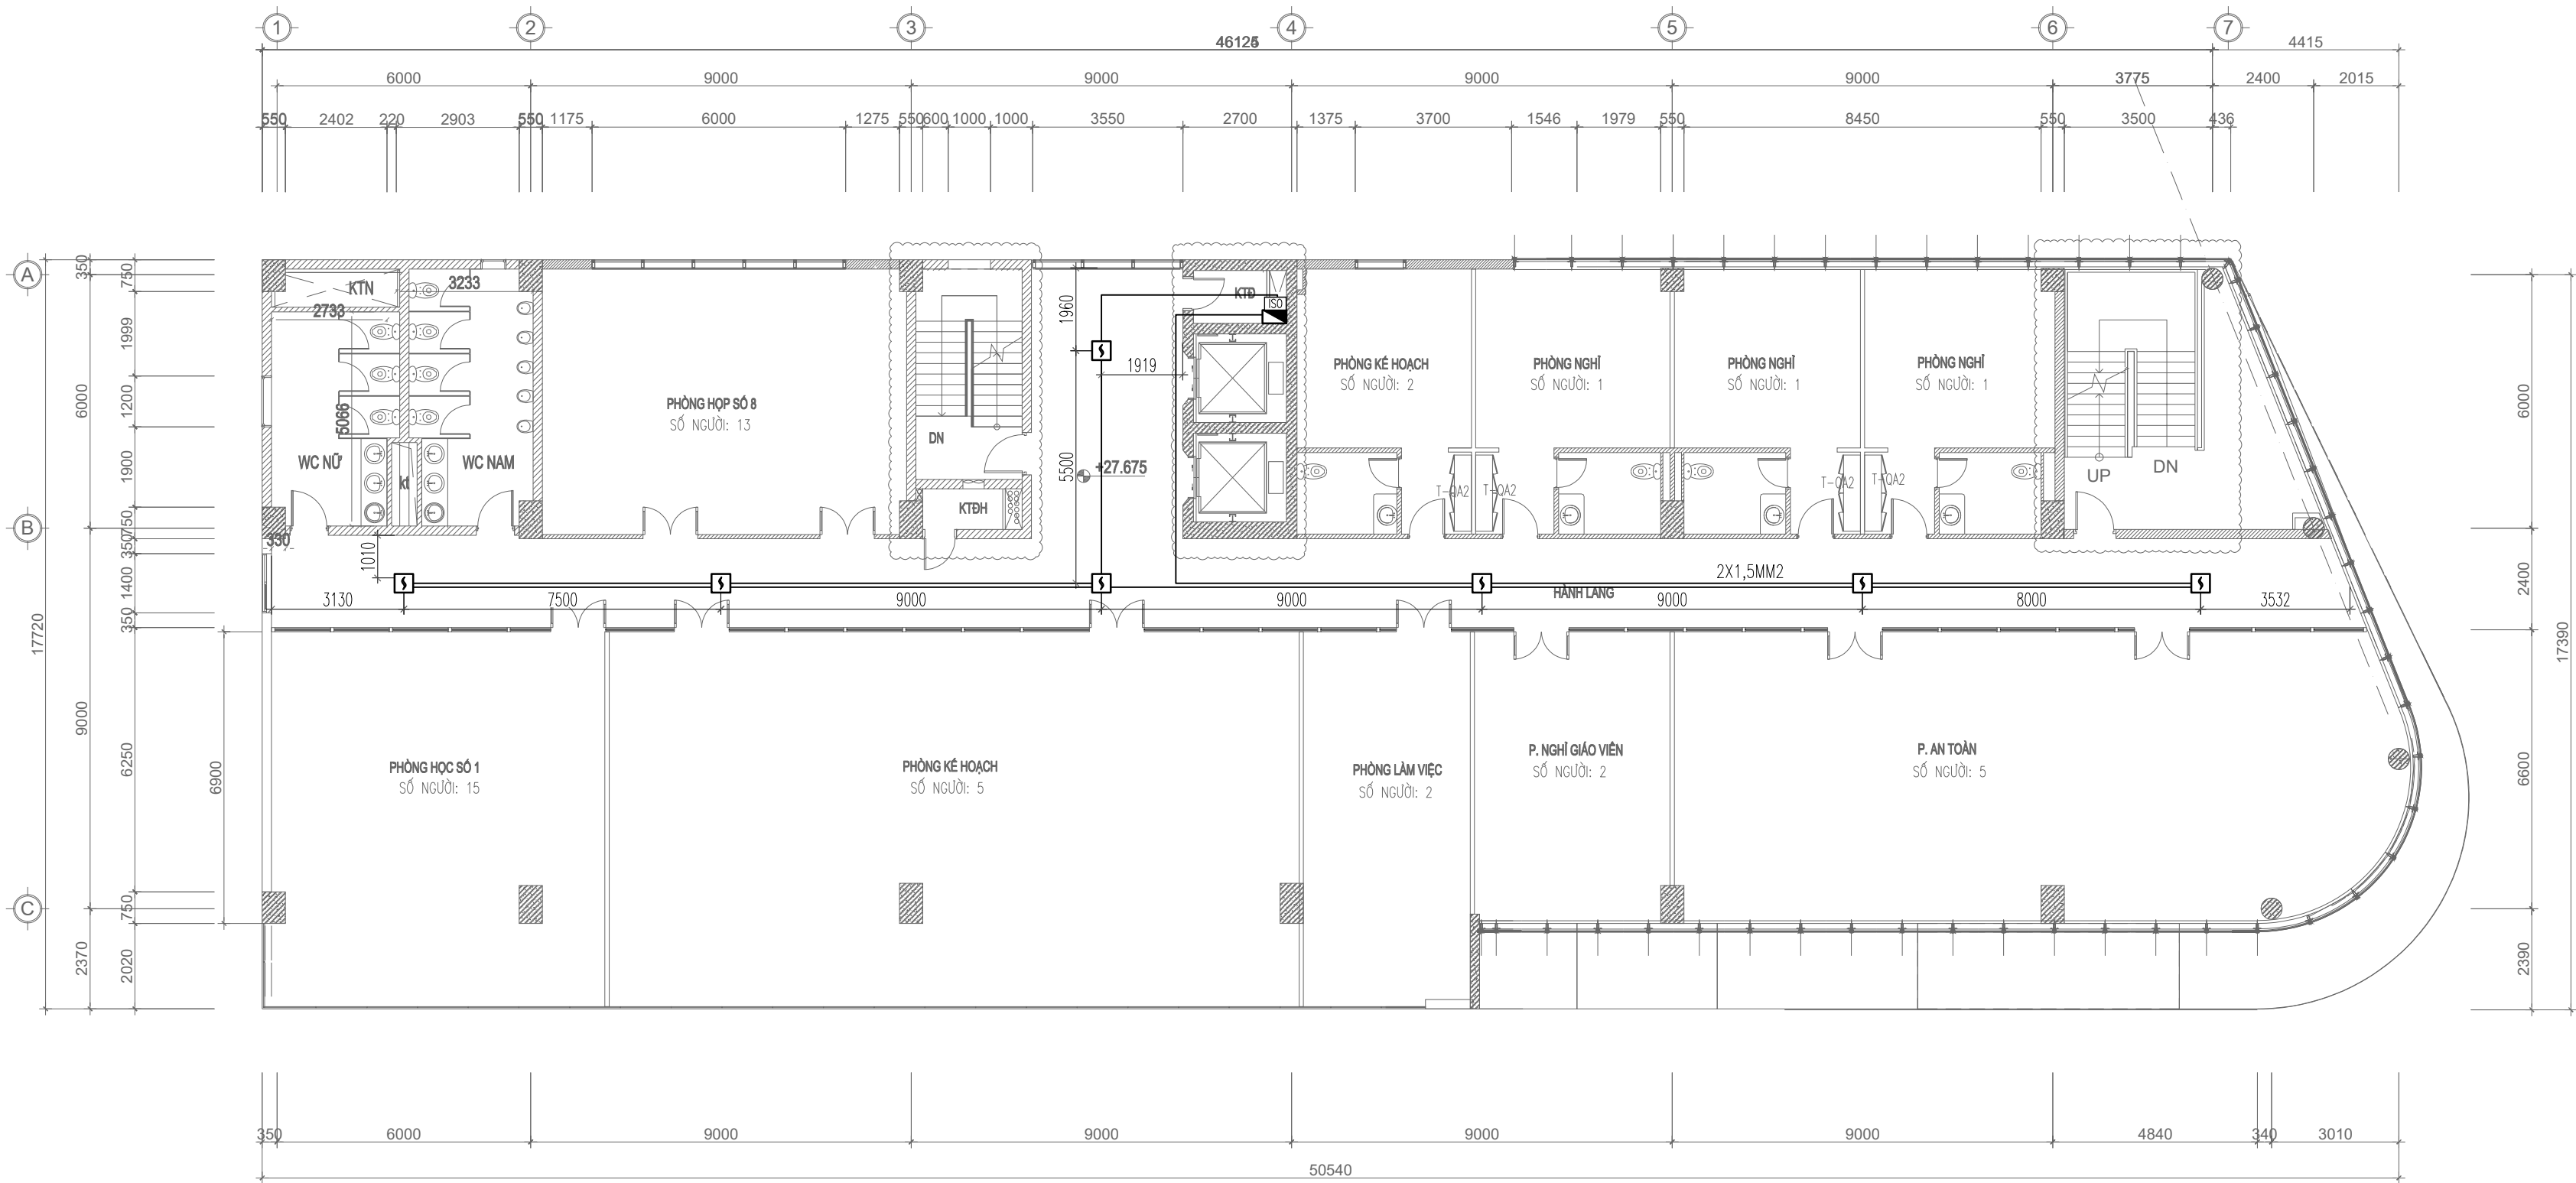 1 2 3 4 5 6 7
4415
6000 9000 9000 9000 9000 3775 2400 2015
550 2402 220 2903 550 1175 6000 1275 550 600 1000 1000 3550 2700 1375 3700 1546 1979 550 8450 550 3500 436
A
B
C
350
6000
9000
2370
17720
750
1999
1200
1900
750
350
1400
350
6250
750
2020
6900
KTN
3233
2733
5066
WC NỮ
kt
WC NAM
330
1010
PHÒNG HỌP SỐ 8
SỐ NGƯỜI: 13
DN
KTĐH
1960
5500
1919
+27.675
KTĐ
ISO
PHÒNG KẾ HOẠCH
SỐ NGƯỜI: 2
PHÒNG NGHỈ
SỐ NGƯỜI: 1
PHÒNG NGHỈ
SỐ NGƯỜI: 1
PHÒNG NGHỈ
SỐ NGƯỜI: 1
T-QA2 T-QA2 T-QA2 T-QA2
UP DN
2X1,5MM2
HÀNH LANG
3130 7500 9000 9000 9000 8000 3532
PHÒNG HỌC SỐ 1
SỐ NGƯỜI: 15
PHÒNG KẾ HOẠCH
SỐ NGƯỜI: 5
PHÒNG LÀM VIỆC
SỐ NGƯỜI: 2
P. NGHỈ GIÁO VIÊN
SỐ NGƯỜI: 2
P. AN TOÀN
SỐ NGƯỜI: 5
6000
2400
6600
2390
17390
350 6000 9000 9000 9000 9000 4840 340 3010
50540